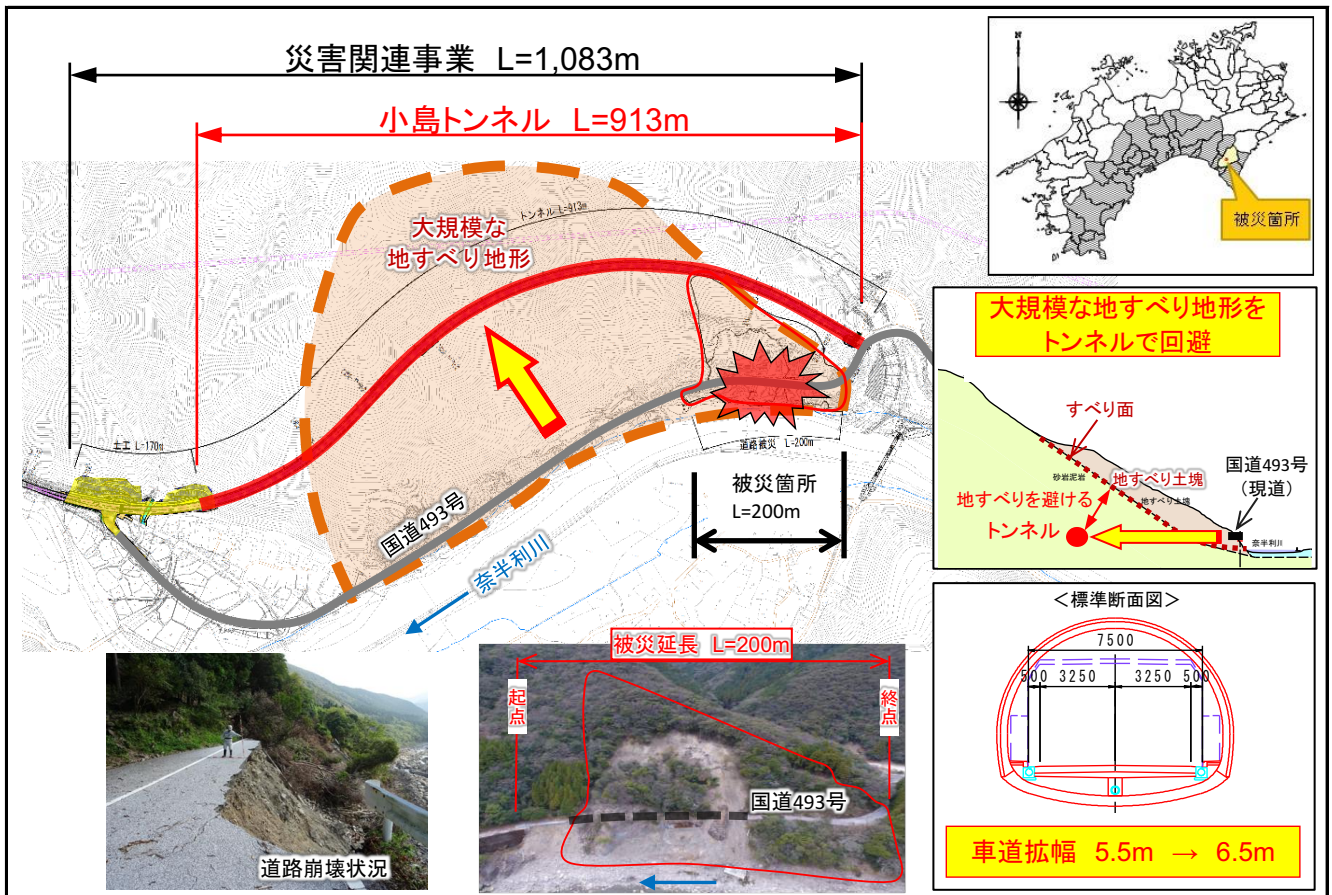 災害関連事業 L=1,083m
小島トンネル L=913m
トンネル L=913m
大規模な
地すべり地形
土工 L=170m
道路被災 L=200m
被災箇所
L=200m
国道493号
奈半利川
N
被災箇所
大規模な地すべり地形を
トンネルで回避
すべり面
砂岩泥岩
地すべり土塊
地すべり土塊
国道493号
(現道)
地すべりを避ける
トンネル
奈半利川
<標準断面図>
7500
500 3250 3250 500
車道拡幅 5.5m → 6.5m
道路崩壊状況
被災延長 L=200m
起点
終点
国道493号